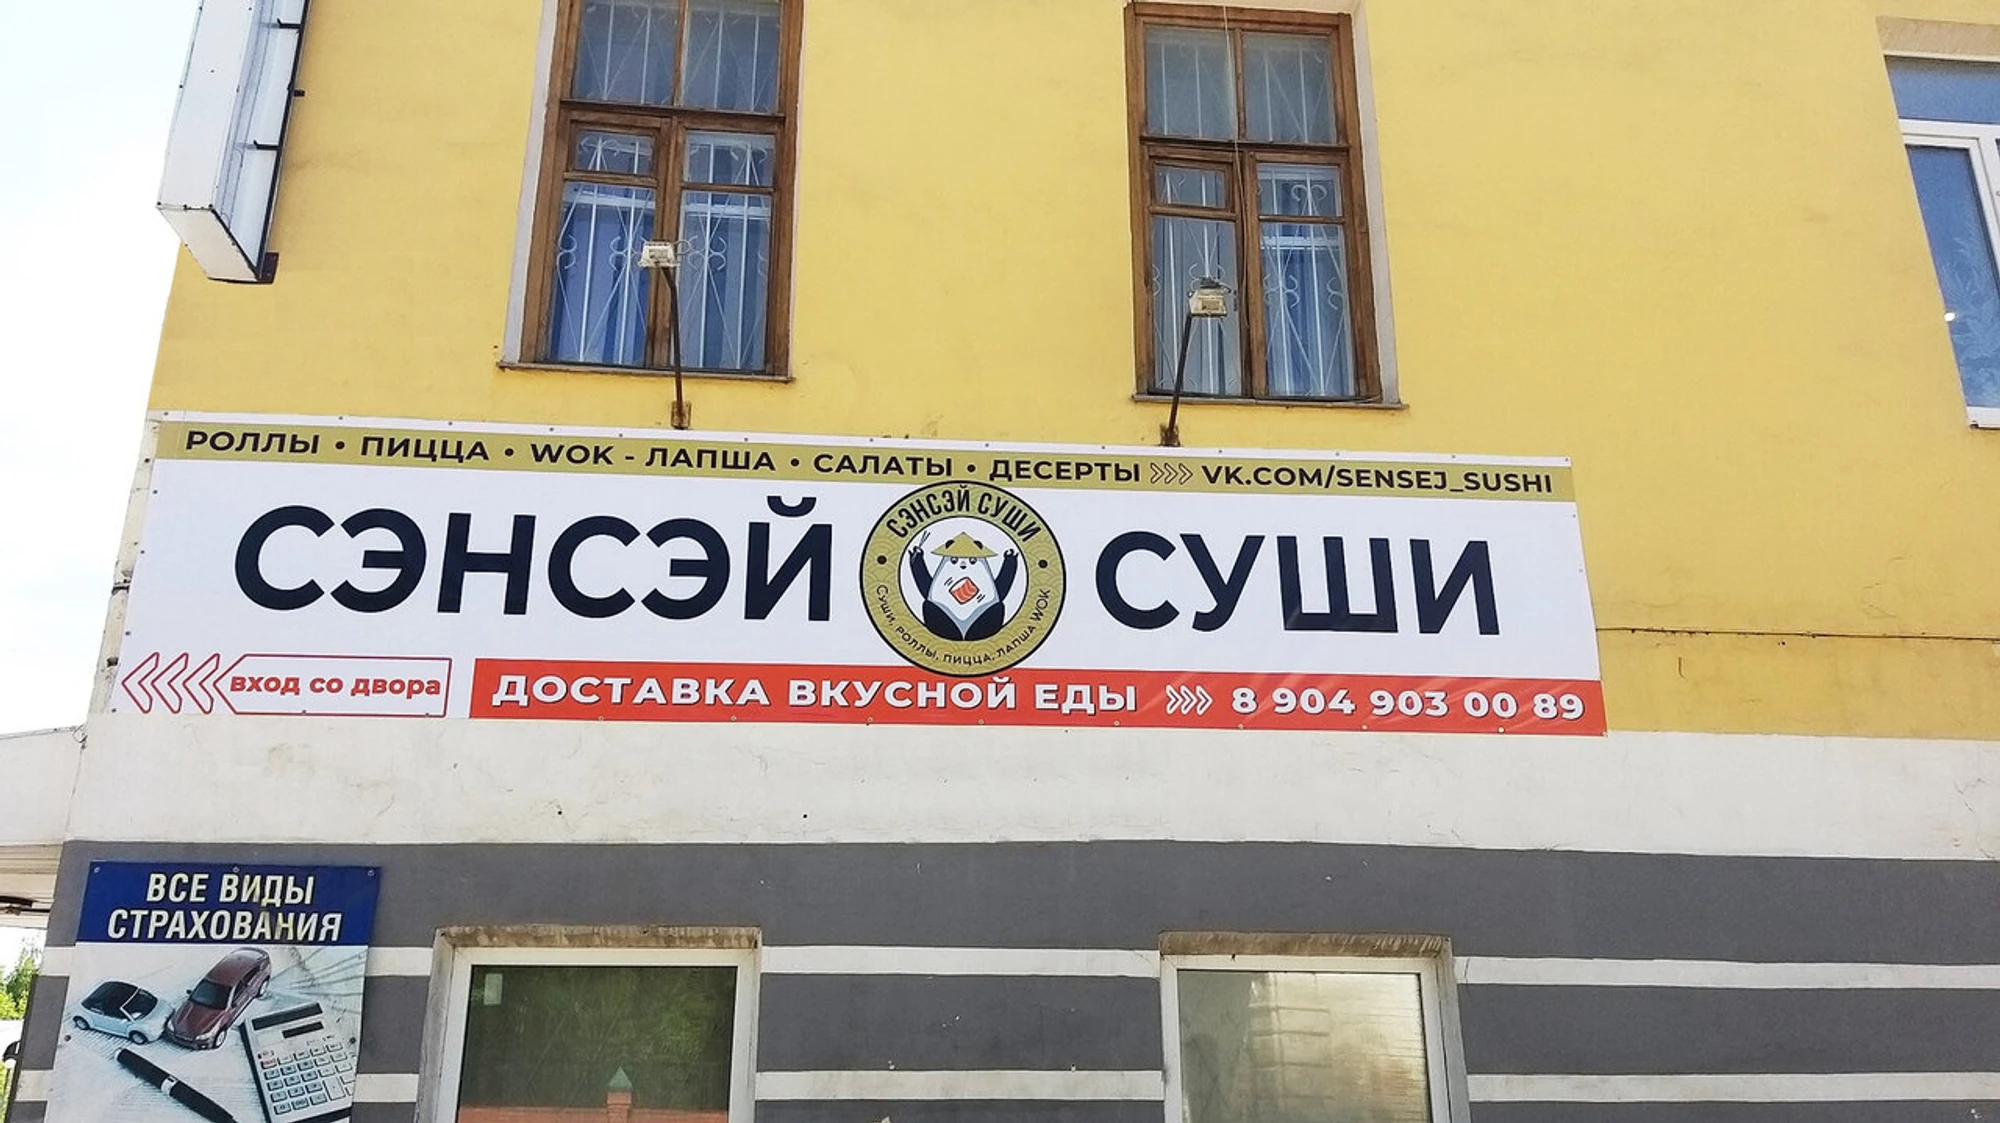 РОЛЛЫ • ПИЦЦА • WOK - ЛАПША • САЛАТЫ • ДЕСЕРТЫ >>> VK.COM/SENSEJ_SUSHI
СЭНСЭЙ СУШИ
СЭНСЭЙ СУШИ
СУШИ, РОЛЛЫ, ПИЦЦА, ЛАПША WOK
ВХОД СО ДВОРА
ДОСТАВКА ВКУСНОЙ ЕДЫ >>> 8 904 903 00 89
ВСЕ ВИДЫ
СТРАХОВАНИЯ